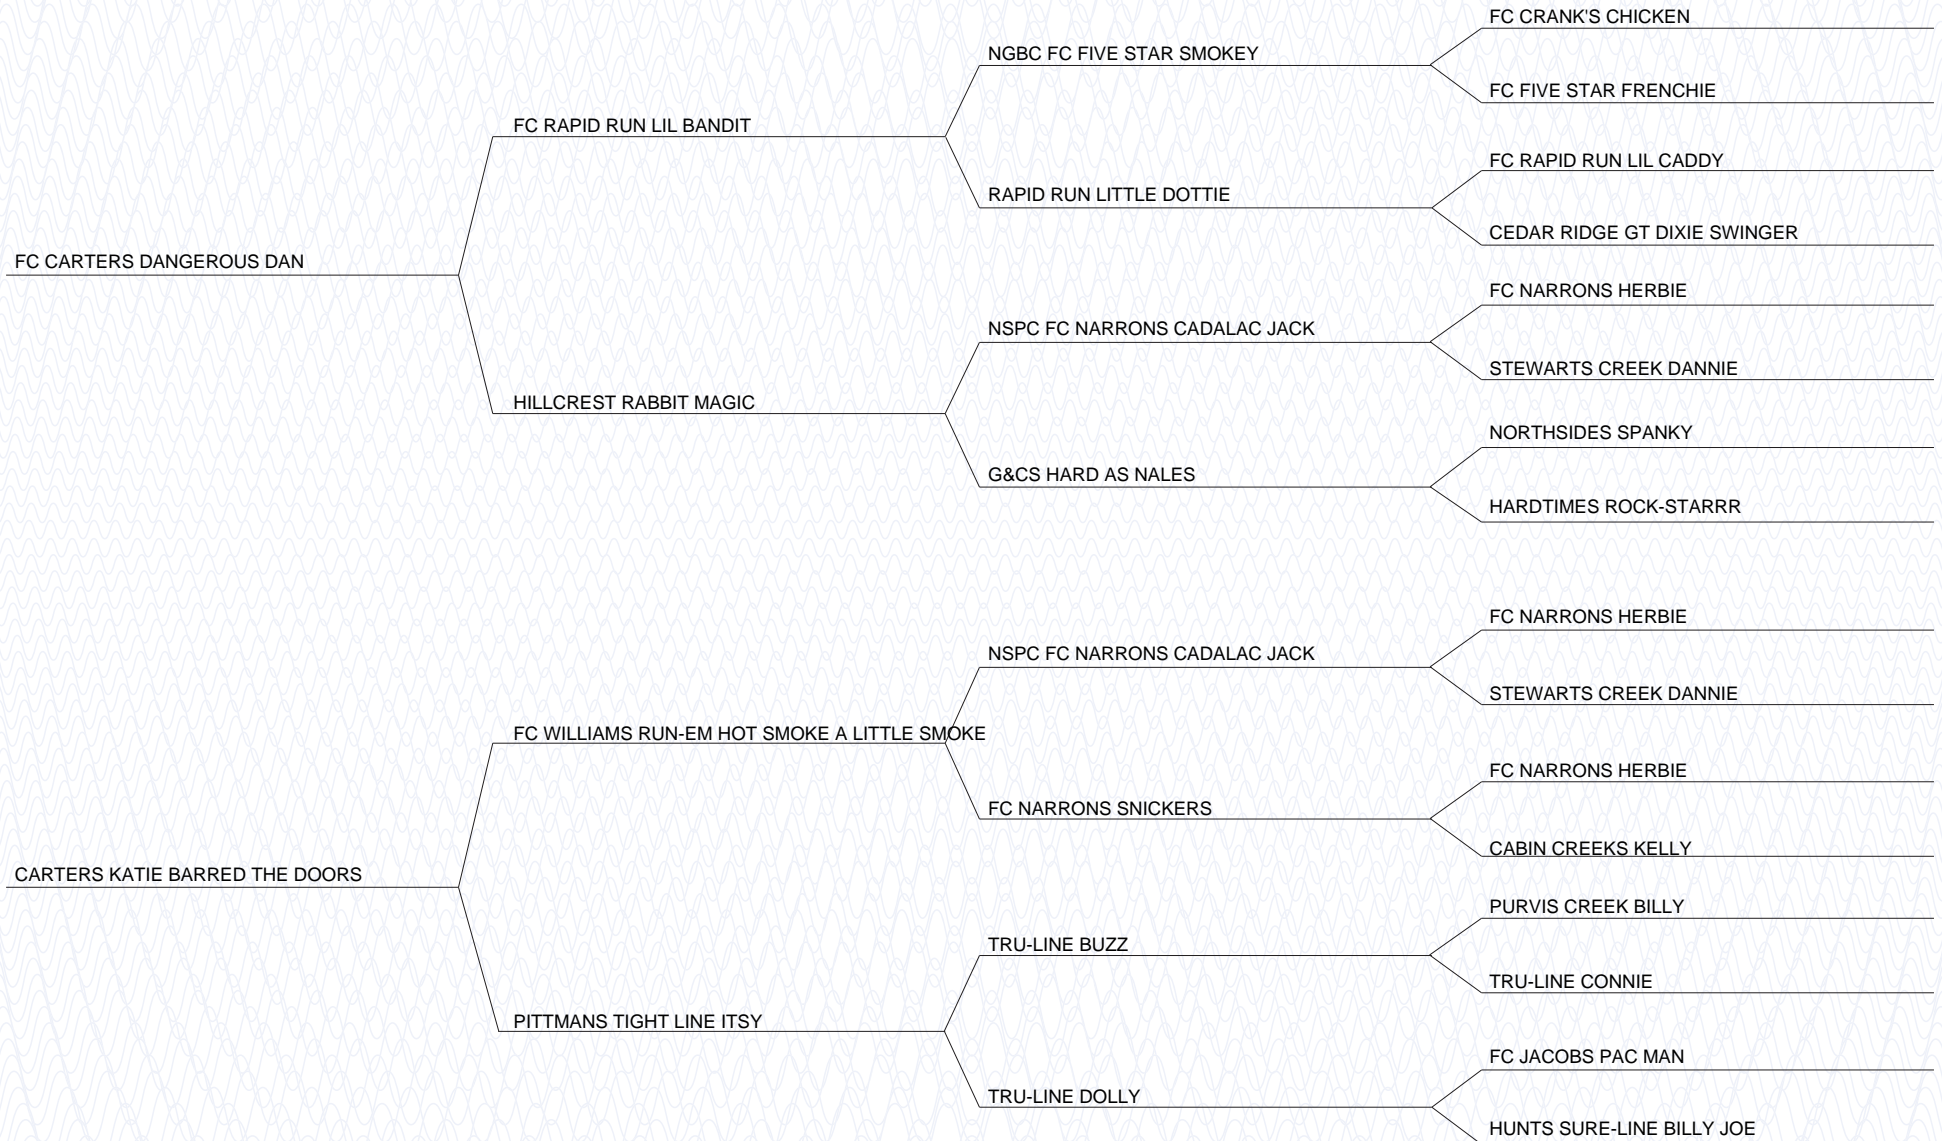 FC CRANK'S CHICKEN
NGBC FC FIVE STAR SMOKEY
FC FIVE STAR FRENCHIE
FC RAPID RUN LIL BANDIT
FC RAPID RUN LIL CADDY
RAPID RUN LITTLE DOTTIE
CEDAR RIDGE GT DIXIE SWINGER
FC CARTERS DANGEROUS DAN
FC NARRONS HERBIE
NSPC FC NARRONS CADALAC JACK
STEWARTS CREEK DANNIE
HILLCREST RABBIT MAGIC
NORTHSIDES SPANKY
G&CS HARD AS NALES
HARDTIMES ROCK-STARRR
FC NARRONS HERBIE
NSPC FC NARRONS CADALAC JACK
STEWARTS CREEK DANNIE
FC WILLIAMS RUN-EM HOT SMOKE A LITTLE SMOKE
FC NARRONS HERBIE
FC NARRONS SNICKERS
CABIN CREEKS KELLY
CARTERS KATIE BARRED THE DOORS
PURVIS CREEK BILLY
TRU-LINE BUZZ
TRU-LINE CONNIE
PITTMANS TIGHT LINE ITSY
FC JACOBS PAC MAN
TRU-LINE DOLLY
HUNTS SURE-LINE BILLY JOE